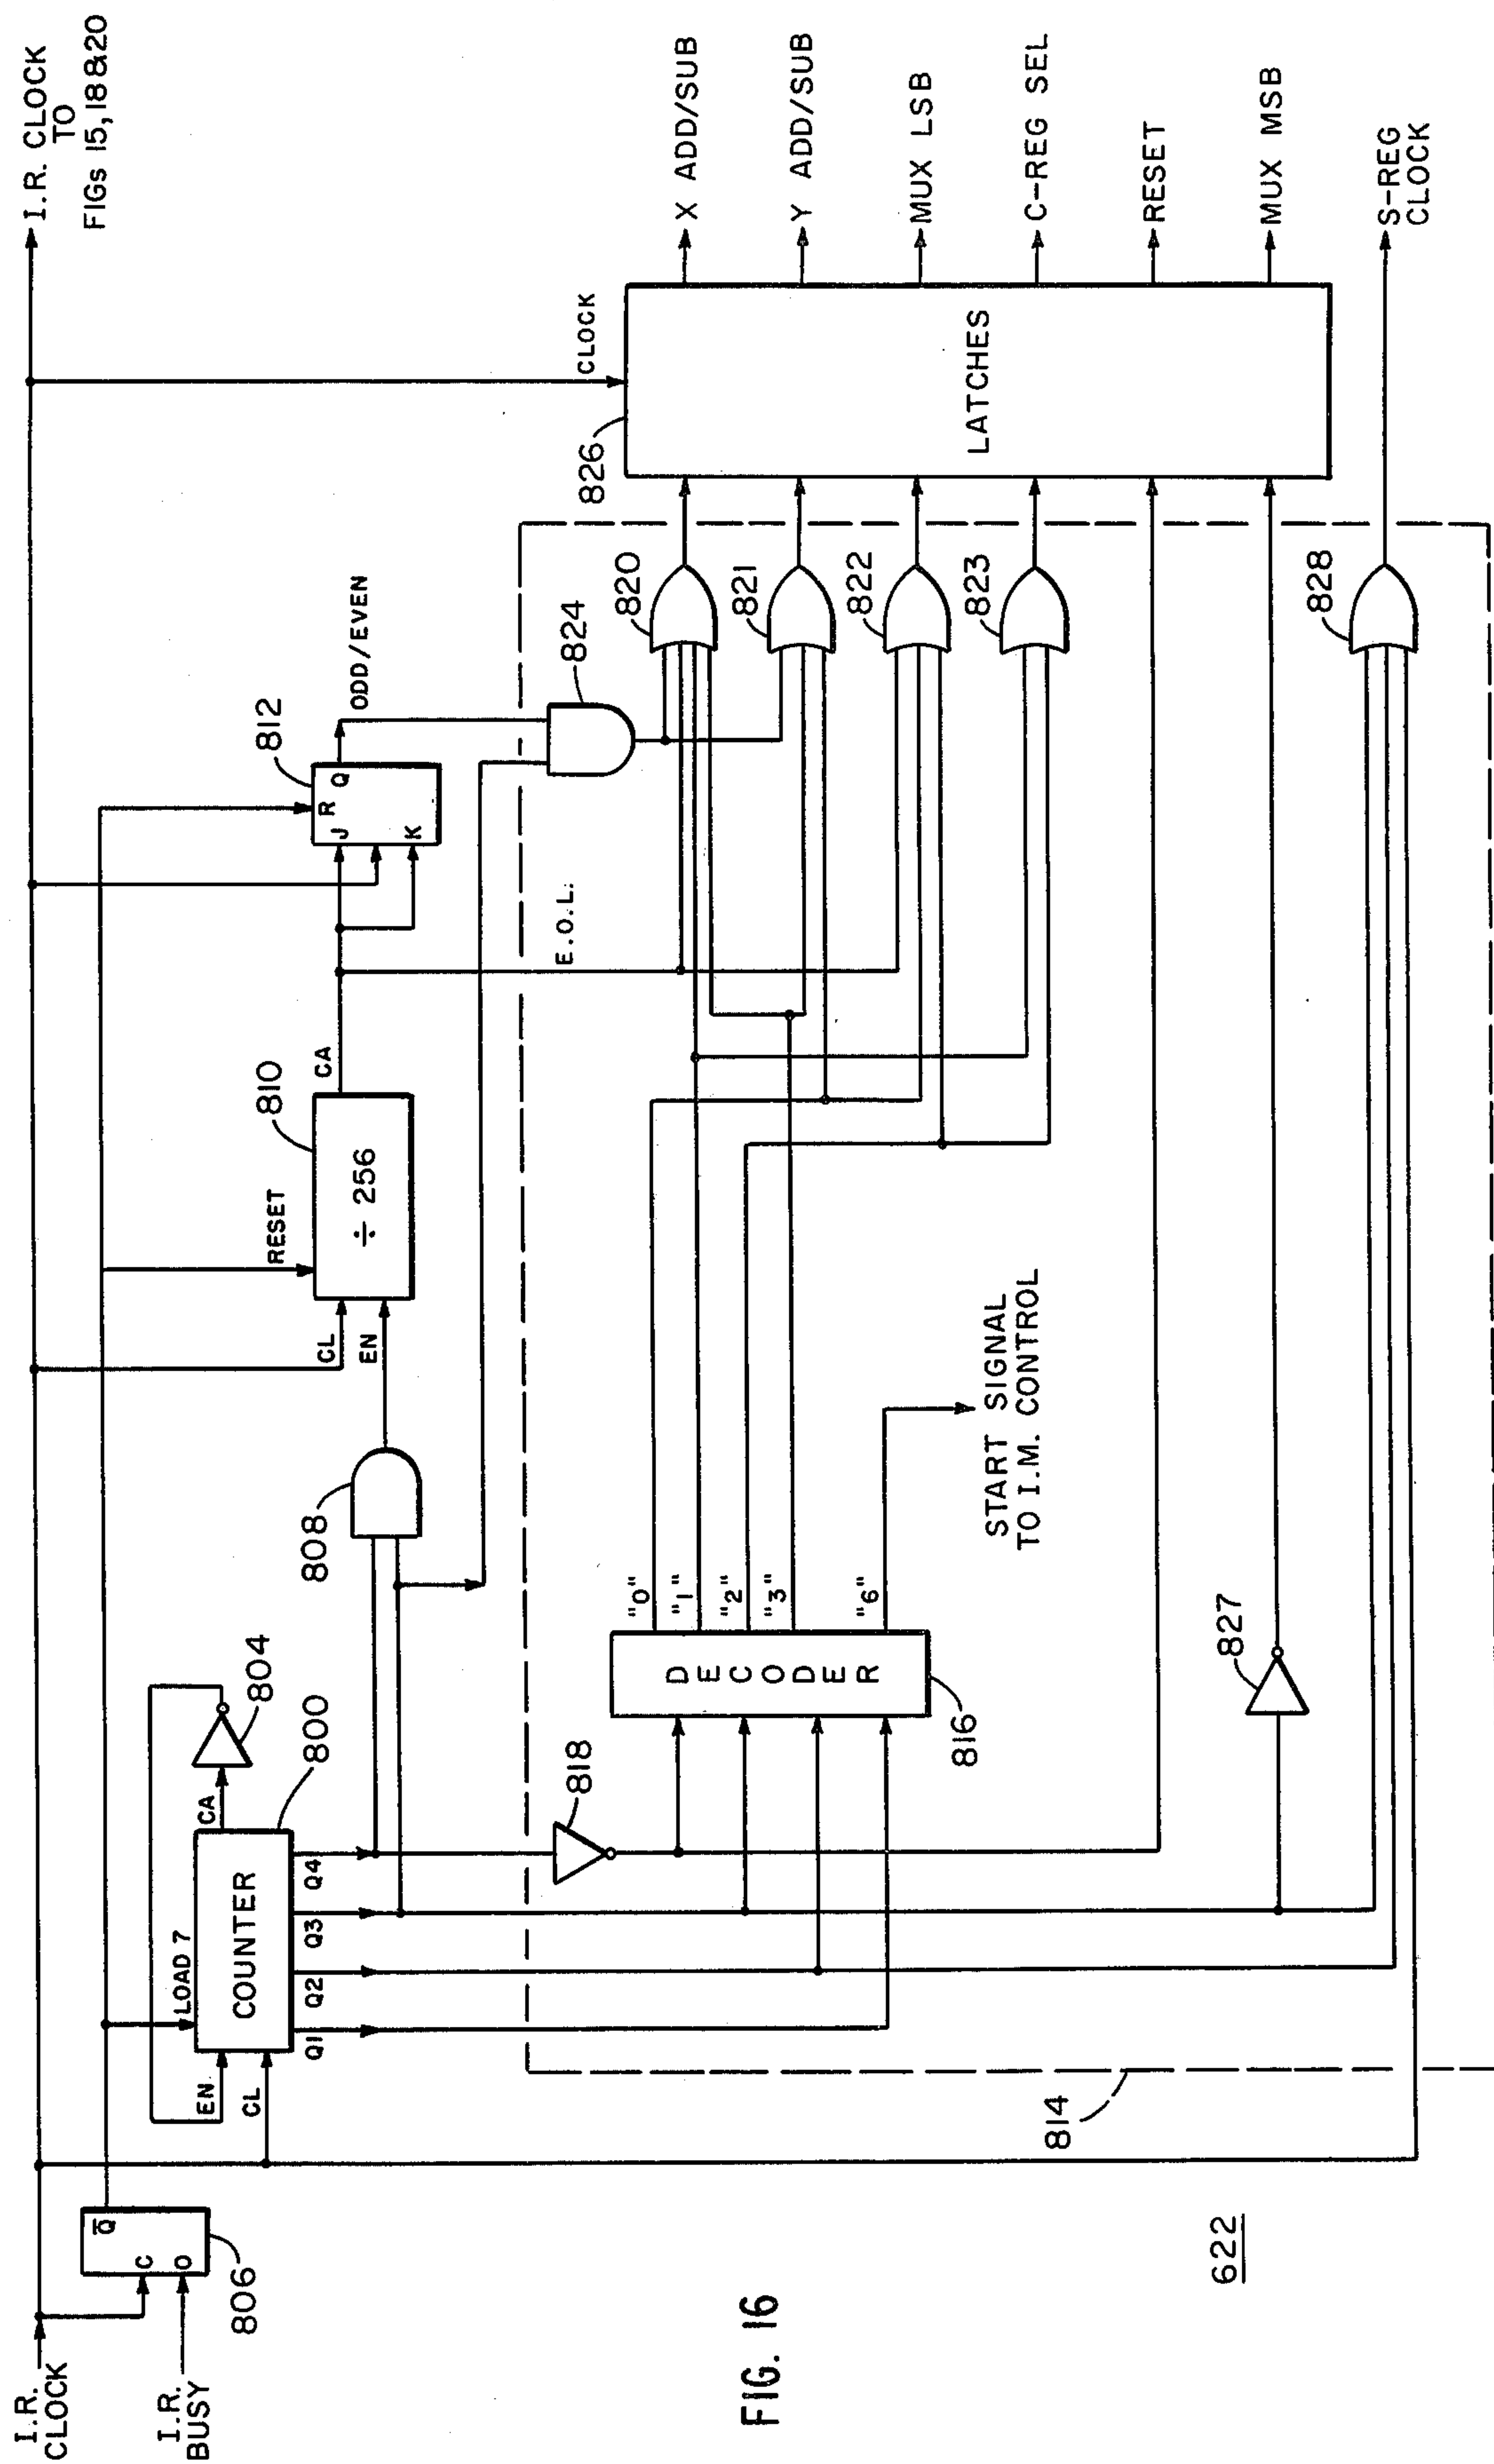 I.R. CLOCK
TO
FIGs 15, 18 & 20
I.R.
CLOCK
I.R.
BUSY
C
O
Q̅
806
LOAD 7
EN
CL
COUNTER
CA
Q1
Q2
Q3
Q4
800
804
808
RESET
CL
EN
÷ 256
CA
810
J
R
Q
K
812
ODD/EVEN
E.O.L.
814
818
DECODER
816
"0"
"1"
"2"
"3"
"6"
START SIGNAL
TO I.M. CONTROL
824
820
821
822
823
827
828
826
CLOCK
LATCHES
X ADD/SUB
Y ADD/SUB
MUX LSB
C-REG SEL
RESET
MUX MSB
S-REG
CLOCK
FIG. 16
622